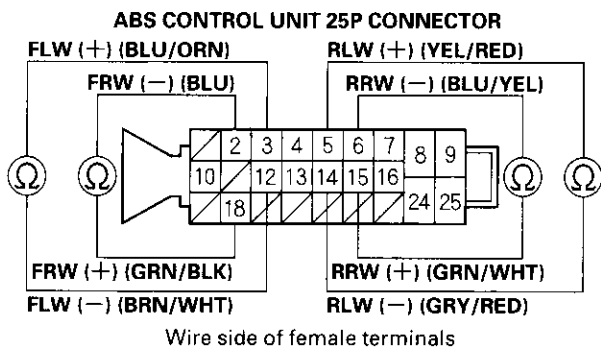 ABS CONTROL UNIT 25P CONNECTOR
FLW (+) (BLU/ORN) RLW (+) (YEL/RED)
FRW (−) (BLU) RRW (−) (BLU/YEL)
2 3 4 5 6 7 8 9
Ω Ω 10 12 13 14 15 16 Ω Ω
18 24 25
FRW (+) (GRN/BLK) RRW (+) (GRN/WHT)
FLW (−) (BRN/WHT) RLW (−) (GRY/RED)
Wire side of female terminals